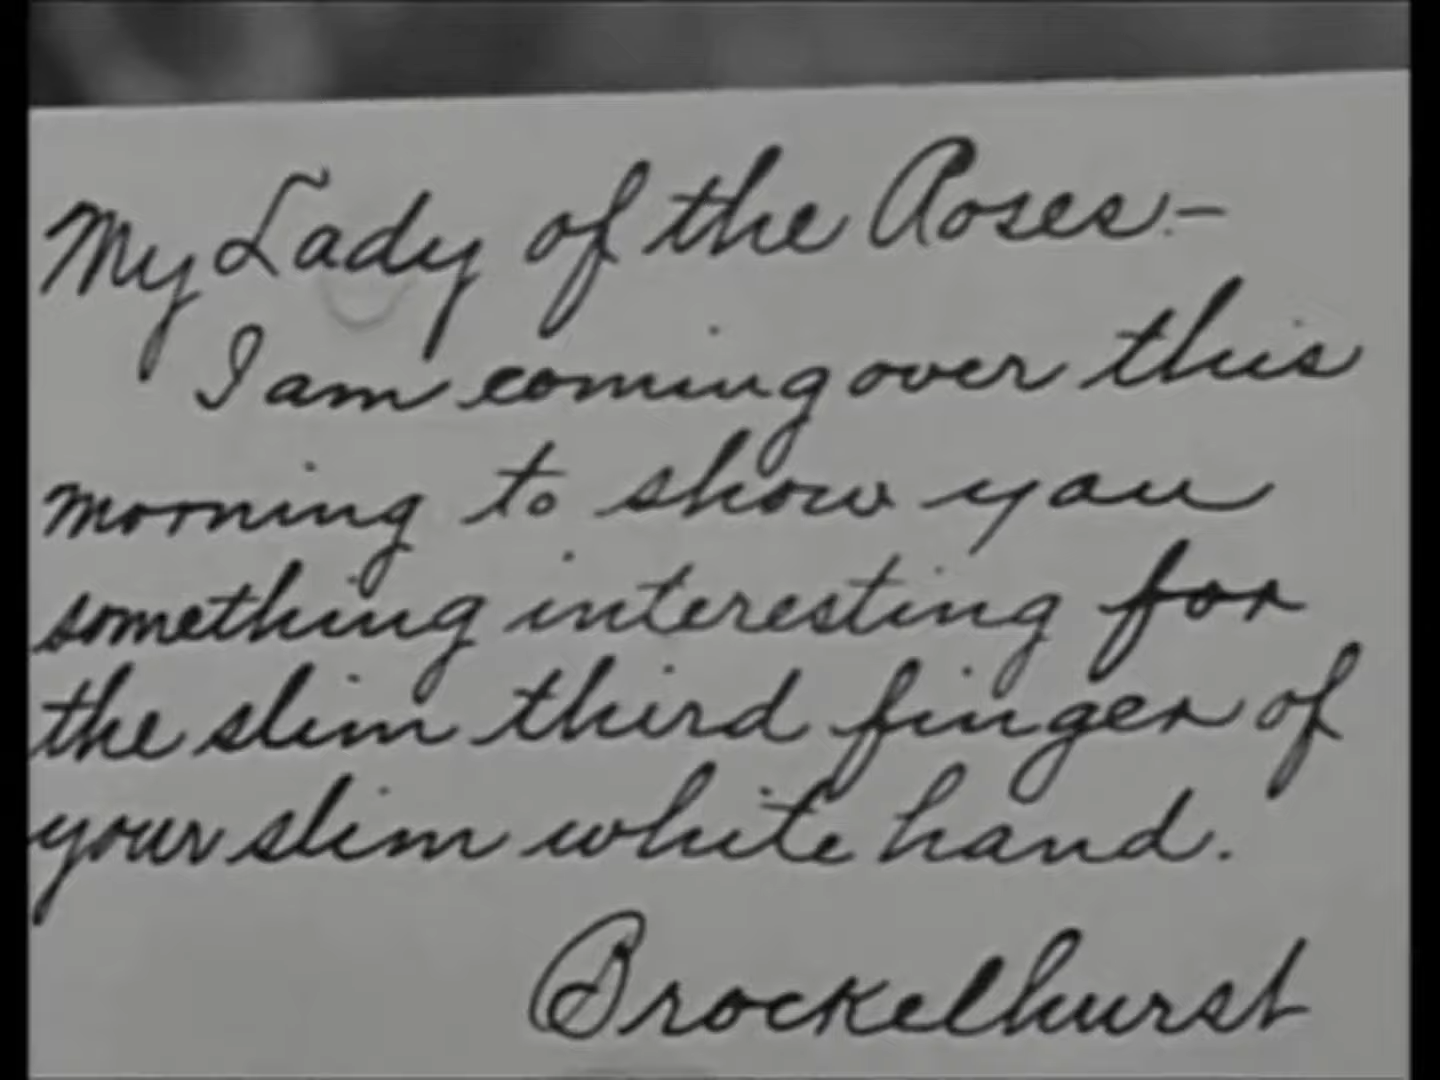 My Lady of the Roses:-
I am coming over this
morning to show you
something interesting for
the slim third finger of
your slim white hand.
Brockelhurst